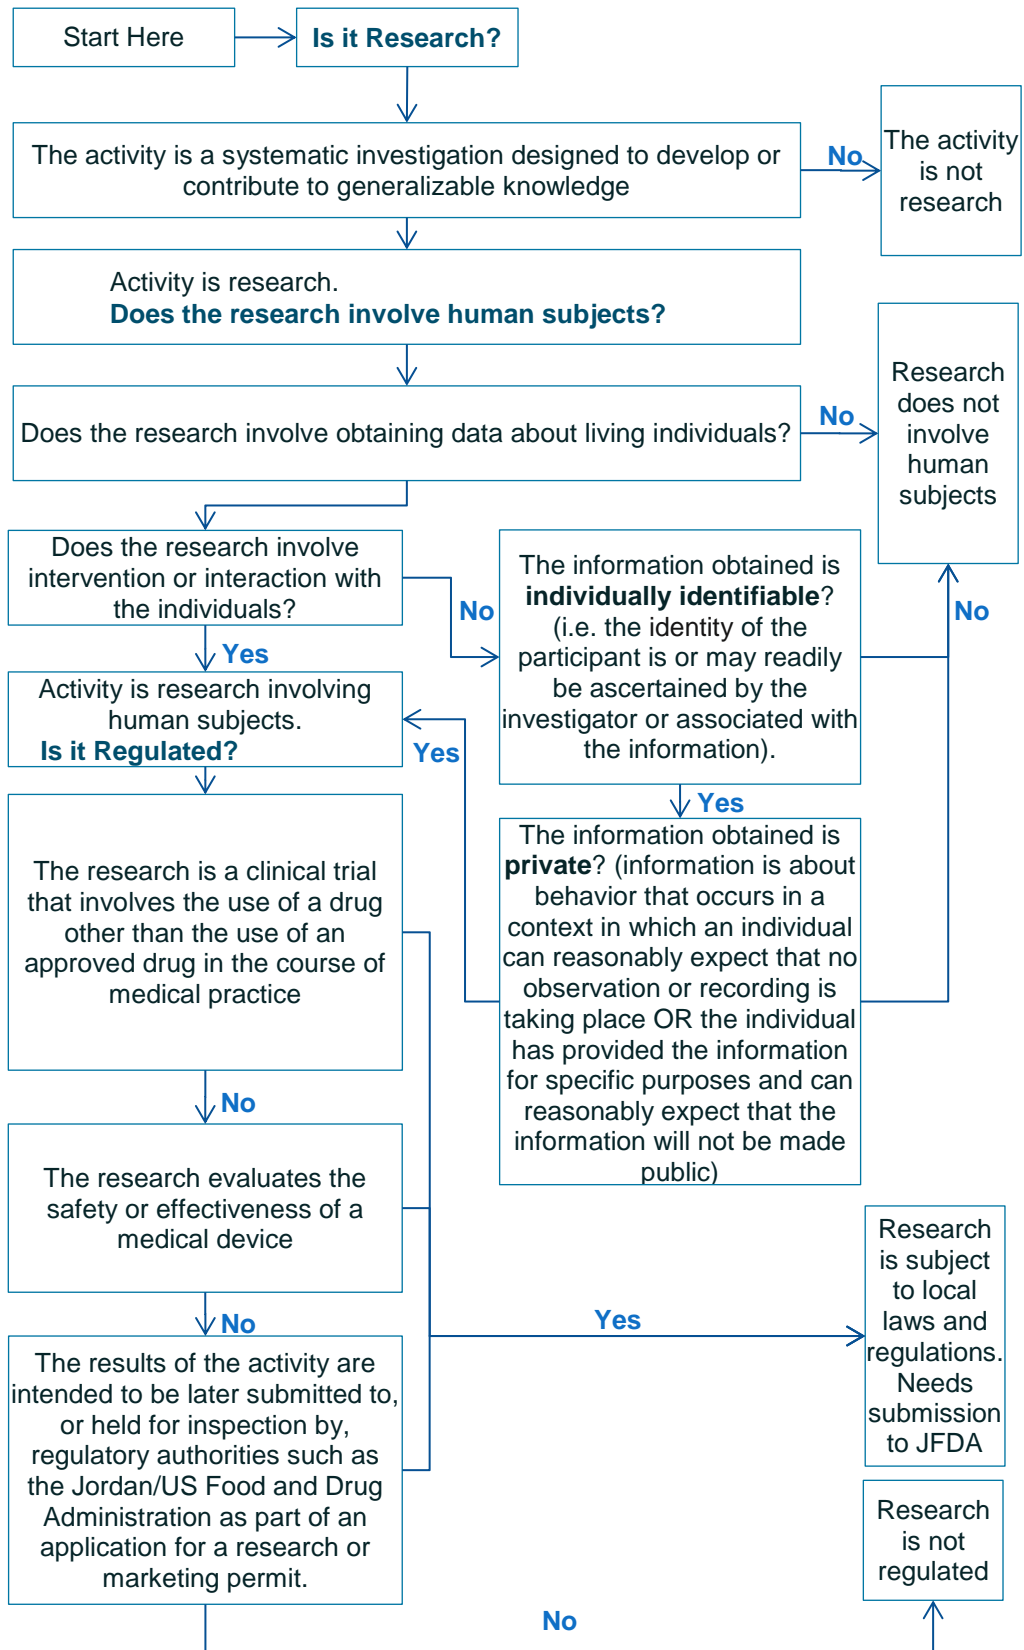 Start Here
Is it Research?
The activity is a systematic investigation designed to develop or
contribute to generalizable knowledge
No
The activity
is not
research
Activity is research.
Does the research involve human subjects?
Does the research involve obtaining data about living individuals?
No
Research
does not
involve
human
subjects
Does the research involve
intervention or interaction with
the individuals?
No
Yes
The information obtained is
individually identifiable?
(i.e. the identity of the
participant is or may readily
be ascertained by the
investigator or associated with
the information).
No
Yes
Activity is research involving
human subjects.
Is it Regulated?
Yes
The information obtained is
private? (information is about
behavior that occurs in a
context in which an individual
can reasonably expect that no
observation or recording is
taking place OR the individual
has provided the information
for specific purposes and can
reasonably expect that the
information will not be made
public)
The research is a clinical trial
that involves the use of a drug
other than the use of an
approved drug in the course of
medical practice
No
The research evaluates the
safety or effectiveness of a
medical device
No
Yes
Research
is subject
to local
laws and
regulations.
Needs
submission
to JFDA
The results of the activity are
intended to be later submitted to,
or held for inspection by,
regulatory authorities such as
the Jordan/US Food and Drug
Administration as part of an
application for a research or
marketing permit.
No
Research
is not
regulated